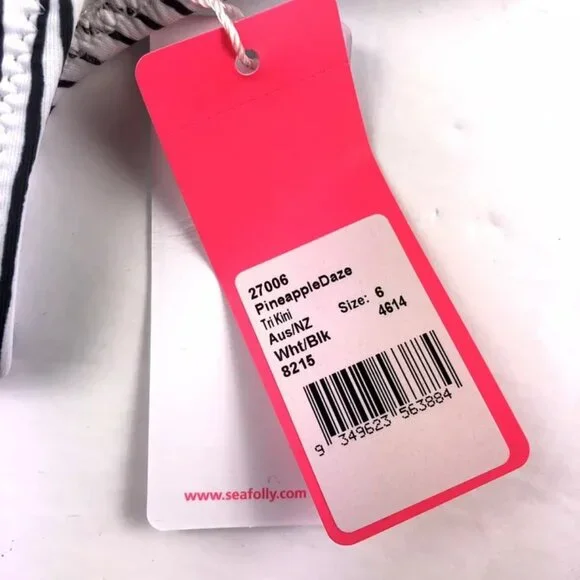 27006
PineappleDaze
Tri Kini
Aus/NZ Size: 6
Wht/Blk 4614
8215
9 349623 563884
www.seafolly.com